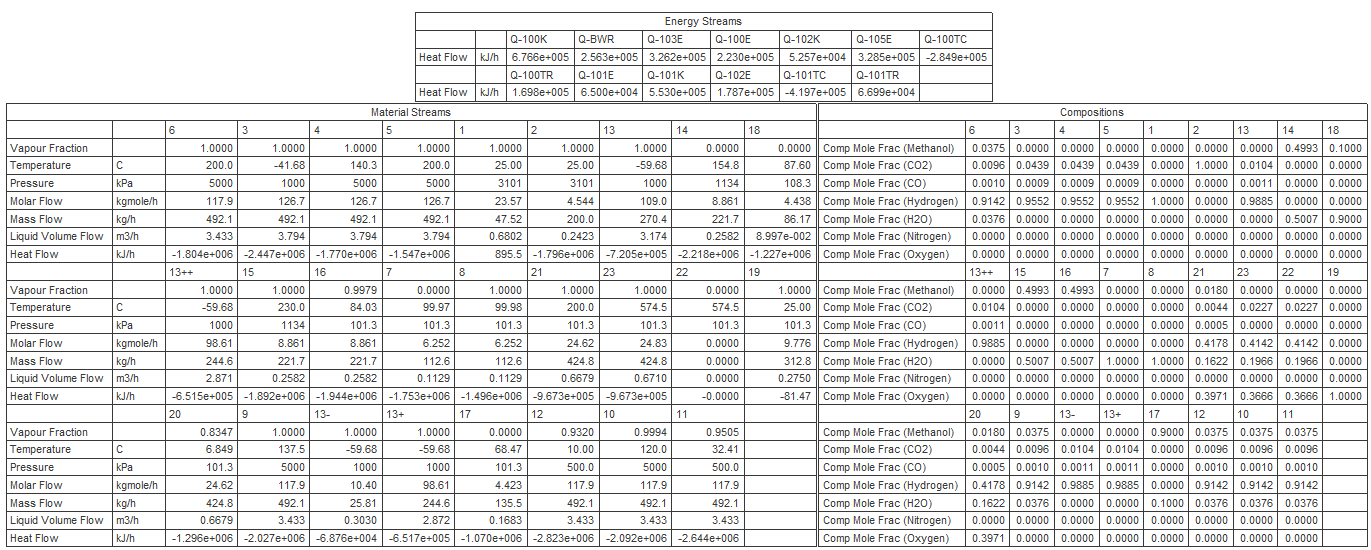 Energy Streams
Q-100K Q-BWR Q-103E Q-100E Q-102K Q-105E Q-100TC
Heat Flow kJ/h 6.766e+005 2.563e+005 3.262e+005 2.230e+005 5.257e+004 3.285e+005 -2.849e+005
Q-100TR Q-101E Q-101K Q-102E Q-101TC Q-101TR
Heat Flow kJ/h 1.698e+005 6.500e+004 5.530e+005 1.787e+005 -4.197e+005 6.699e+004
Material Streams Compositions
6 3 4 5 1 2 13 14 18 6 3 4 5 1 2 13 14 18
Vapour Fraction 1.0000 1.0000 1.0000 1.0000 1.0000 1.0000 1.0000 0.0000 0.0000 Comp Mole Frac (Methanol) 0.0375 0.0000 0.0000 0.0000 0.0000 0.0000 0.0000 0.4993 0.1000
Temperature C 200.0 -41.68 140.3 200.0 25.00 25.00 -59.68 154.8 87.60 Comp Mole Frac (CO2) 0.0096 0.0439 0.0439 0.0439 0.0000 1.0000 0.0104 0.0000 0.0000
Pressure kPa 5000 1000 5000 5000 3101 3101 1000 1134 108.3 Comp Mole Frac (CO) 0.0010 0.0009 0.0009 0.0009 0.0000 0.0000 0.0011 0.0000 0.0000
Molar Flow kgmole/h 117.9 126.7 126.7 126.7 23.57 4.544 109.0 8.861 4.438 Comp Mole Frac (Hydrogen) 0.9142 0.9552 0.9552 0.9552 1.0000 0.0000 0.9885 0.0000 0.0000
Mass Flow kg/h 492.1 492.1 492.1 492.1 47.52 200.0 270.4 221.7 86.17 Comp Mole Frac (H2O) 0.0376 0.0000 0.0000 0.0000 0.0000 0.0000 0.0000 0.5007 0.9000
Liquid Volume Flow m3/h 3.433 3.794 3.794 3.794 0.6802 0.2423 3.174 0.2582 8.997e-002 Comp Mole Frac (Nitrogen) 0.0000 0.0000 0.0000 0.0000 0.0000 0.0000 0.0000 0.0000 0.0000
Heat Flow kJ/h -1.804e+006 -2.447e+006 -1.770e+006 -1.547e+006 895.5 -1.796e+006 -7.205e+005 -2.218e+006 -1.227e+006 Comp Mole Frac (Oxygen) 0.0000 0.0000 0.0000 0.0000 0.0000 0.0000 0.0000 0.0000 0.0000
13++ 15 16 7 8 21 23 22 19 13++ 15 16 7 8 21 23 22 19
Vapour Fraction 1.0000 1.0000 0.9979 0.0000 1.0000 1.0000 1.0000 0.0000 1.0000 Comp Mole Frac (Methanol) 0.0000 0.4993 0.4993 0.0000 0.0000 0.0180 0.0000 0.0000 0.0000
Temperature C -59.68 230.0 84.03 99.97 99.98 200.0 574.5 574.5 25.00 Comp Mole Frac (CO2) 0.0104 0.0000 0.0000 0.0000 0.0000 0.0044 0.0227 0.0227 0.0000
Pressure kPa 1000 1134 101.3 101.3 101.3 101.3 101.3 101.3 101.3 Comp Mole Frac (CO) 0.0011 0.0000 0.0000 0.0000 0.0000 0.0005 0.0000 0.0000 0.0000
Molar Flow kgmole/h 98.61 8.861 8.861 6.252 6.252 24.62 24.83 0.0000 9.776 Comp Mole Frac (Hydrogen) 0.9885 0.0000 0.0000 0.0000 0.0000 0.4178 0.4142 0.4142 0.0000
Mass Flow kg/h 244.6 221.7 221.7 112.6 112.6 424.8 424.8 0.0000 312.8 Comp Mole Frac (H2O) 0.0000 0.5007 0.5007 1.0000 1.0000 0.1622 0.1966 0.1966 0.0000
Liquid Volume Flow m3/h 2.871 0.2582 0.2582 0.1129 0.1129 0.6679 0.6710 0.0000 0.2750 Comp Mole Frac (Nitrogen) 0.0000 0.0000 0.0000 0.0000 0.0000 0.0000 0.0000 0.0000 0.0000
Heat Flow kJ/h -6.515e+005 -1.892e+006 -1.944e+006 -1.753e+006 -1.496e+006 -9.673e+005 -9.673e+005 -0.0000 -81.47 Comp Mole Frac (Oxygen) 0.0000 0.0000 0.0000 0.0000 0.0000 0.3971 0.3666 0.3666 1.0000
20 9 13- 13+ 17 12 10 11 20 9 13- 13+ 17 12 10 11
Vapour Fraction 0.8347 1.0000 1.0000 1.0000 0.0000 0.9320 0.9994 0.9505 Comp Mole Frac (Methanol) 0.0180 0.0375 0.0000 0.0000 0.9000 0.0375 0.0375 0.0375
Temperature C 6.849 137.5 -59.68 -59.68 68.47 10.00 120.0 32.41 Comp Mole Frac (CO2) 0.0044 0.0096 0.0104 0.0104 0.0000 0.0096 0.0096 0.0096
Pressure kPa 101.3 5000 1000 1000 101.3 500.0 500.0 500.0 Comp Mole Frac (CO) 0.0005 0.0010 0.0011 0.0011 0.0000 0.0010 0.0010 0.0010
Molar Flow kgmole/h 24.62 117.9 10.40 98.61 4.423 117.9 117.9 117.9 Comp Mole Frac (Hydrogen) 0.4178 0.9142 0.9885 0.9885 0.0000 0.9142 0.9142 0.9142
Mass Flow kg/h 424.8 492.1 25.81 244.6 135.5 492.1 492.1 492.1 Comp Mole Frac (H2O) 0.1622 0.0376 0.0000 0.0000 0.1000 0.0376 0.0376 0.0376
Liquid Volume Flow m3/h 0.6679 3.433 0.3030 2.872 0.1683 3.433 3.433 3.433 Comp Mole Frac (Nitrogen) 0.0000 0.0000 0.0000 0.0000 0.0000 0.0000 0.0000 0.0000
Heat Flow kJ/h -1.296e+006 -2.027e+006 -6.876e+004 -6.517e+005 -1.070e+006 -2.823e+006 -2.092e+006 -2.644e+006 Comp Mole Frac (Oxygen) 0.3971 0.0000 0.0000 0.0000 0.0000 0.0000 0.0000 0.0000